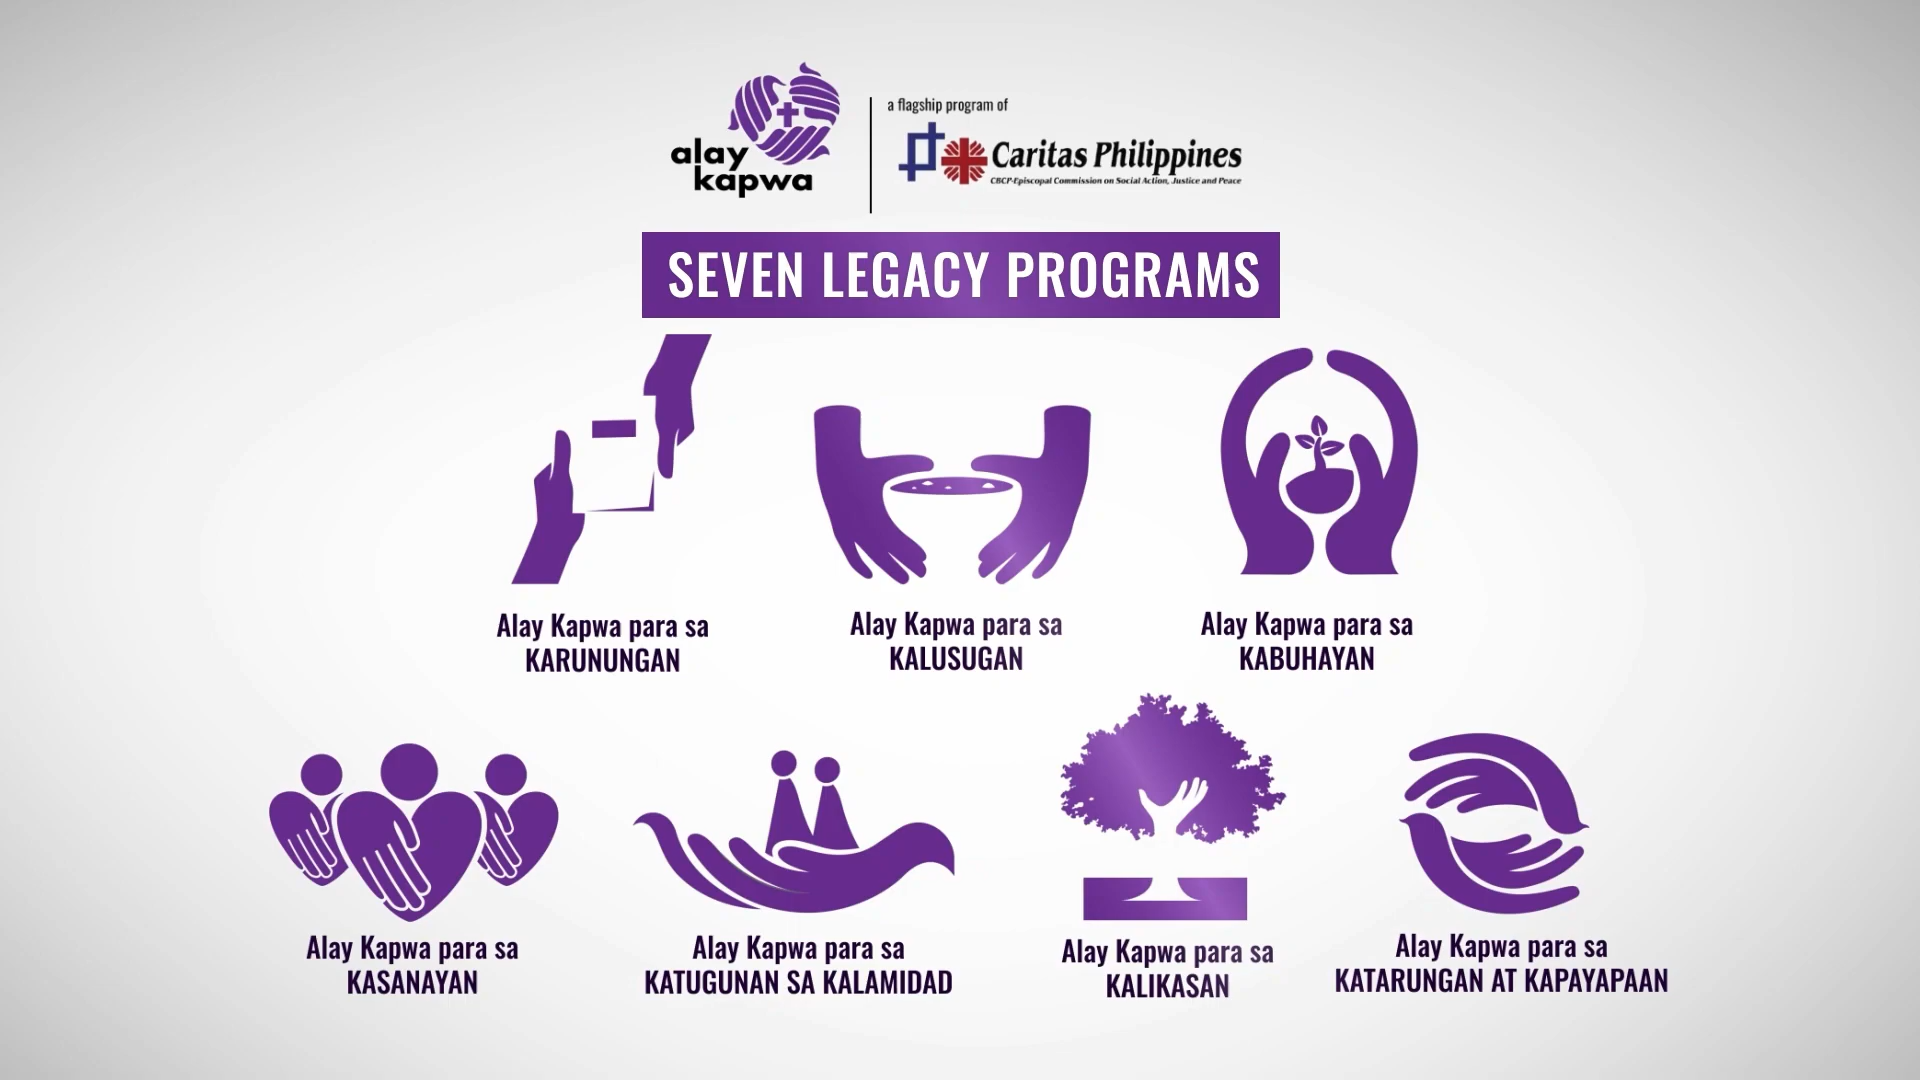 alay
kapwa
a flagship program of
Caritas Philippines
CBCP-Episcopal Commission on Social Action, Justice and Peace
SEVEN LEGACY PROGRAMS
Alay Kapwa para sa
KARUNUNGAN
Alay Kapwa para sa
KALUSUGAN
Alay Kapwa para sa
KABUHAYAN
Alay Kapwa para sa
KASANAYAN
Alay Kapwa para sa
KATUGUNAN SA KALAMIDAD
Alay Kapwa para sa
KALIKASAN
Alay Kapwa para sa
KATARUNGAN AT KAPAYAPAAN